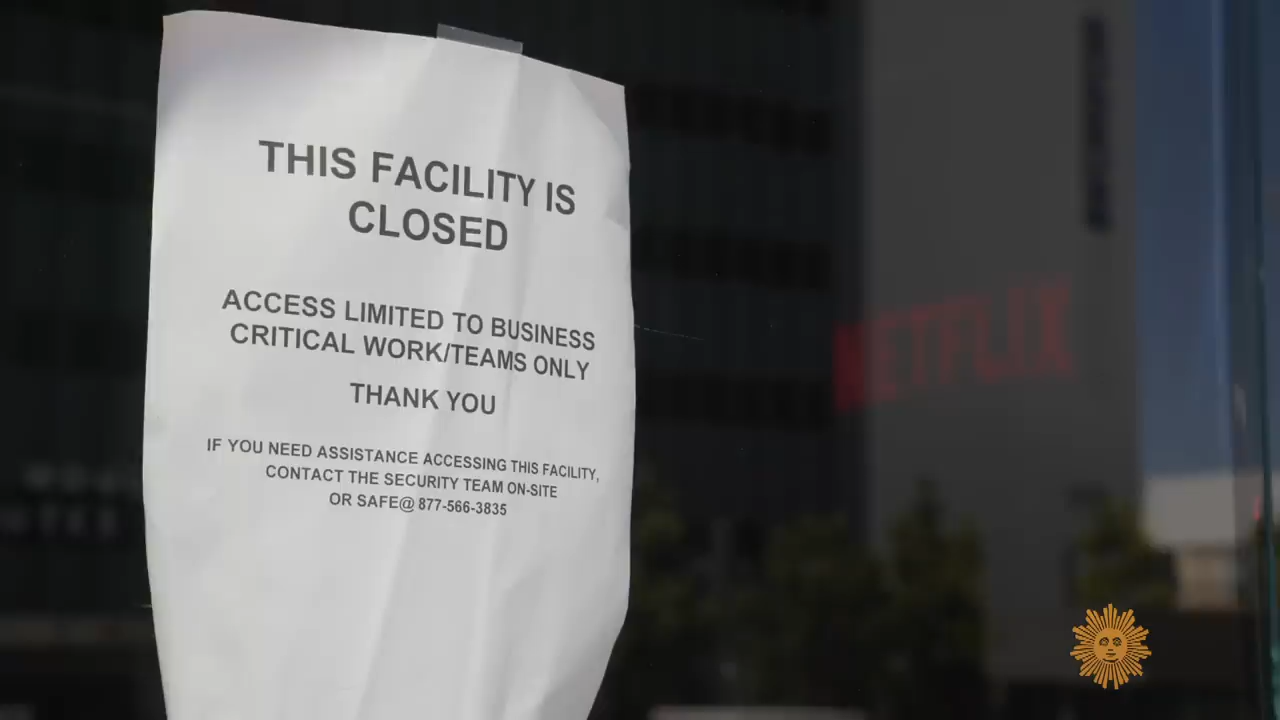 THIS FACILITY IS
CLOSED
ACCESS LIMITED TO BUSINESS
CRITICAL WORK/TEAMS ONLY
THANK YOU
IF YOU NEED ASSISTANCE ACCESSING THIS FACILITY,
CONTACT THE SECURITY TEAM ON-SITE
OR SAFE@ 877-566-3835
NETFLIX